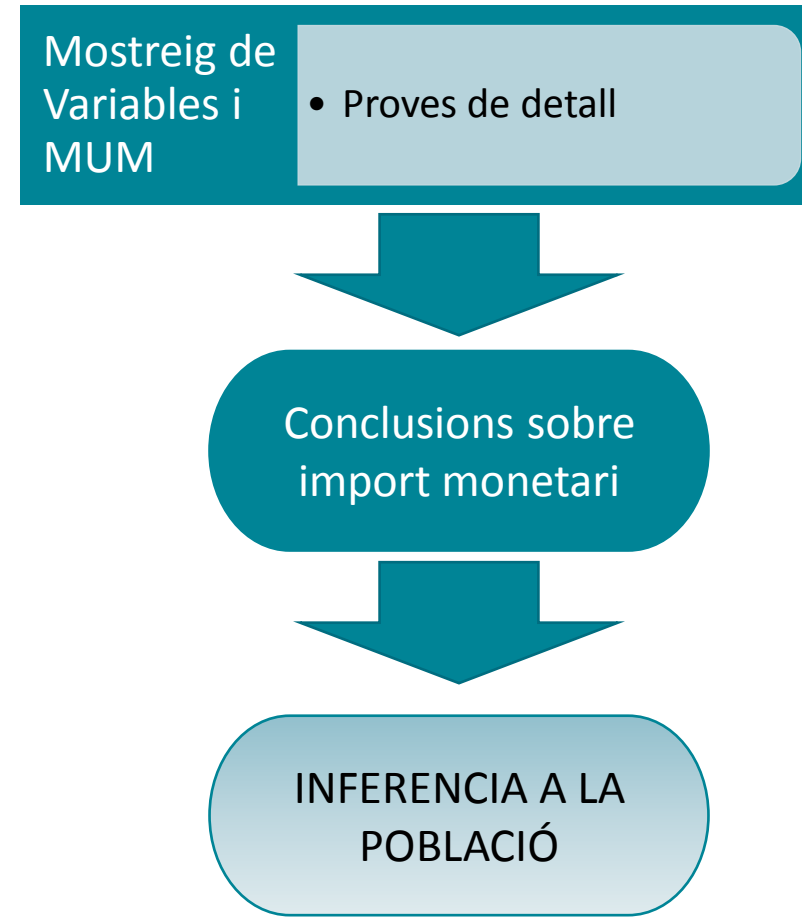 Mostreig de
Variables i
MUM
• Proves de detall
Conclusions sobre
import monetari
INFERENCIA A LA
POBLACIÓ